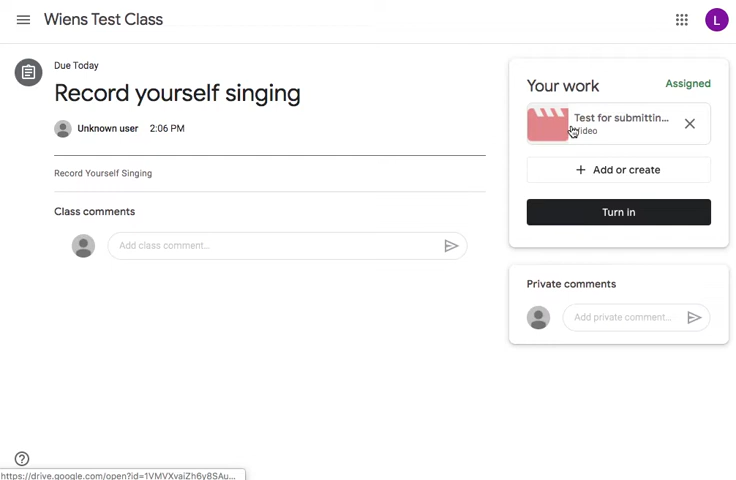 Wiens Test Class
L
Due Today
Record yourself singing
Unknown user 2:06 PM
Record Yourself Singing
Class comments
Add class comment...
Your work
Assigned
Test for submittin...
Video
+ Add or create
Turn in
Private comments
Add private comment...
https://drive.google.com/open?id=1VMVXvaiZh6y8SAu...